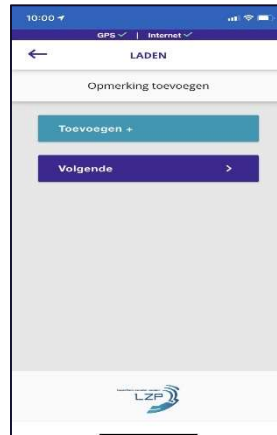 10:00
GPS ✓ | Internet ✓
LADEN
Opmerking toevoegen
Toevoegen +
Volgende >
LZP